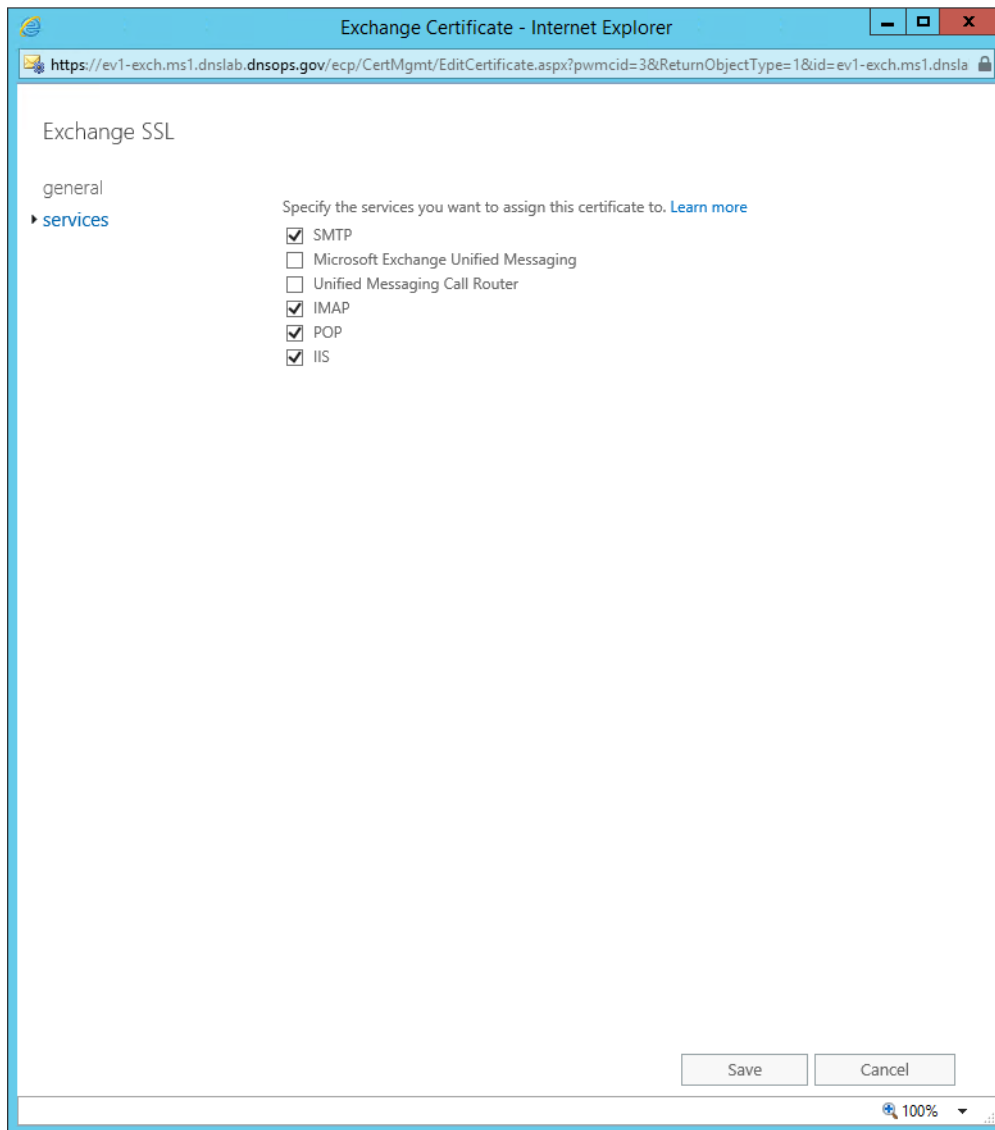 Exchange Certificate - Internet Explorer
https://ev1-exch.ms1.dnslab.dnsops.gov/ecp/CertMgmt/EditCertificate.aspx?pwmcid=3&ReturnObjectType=1&id=ev1-exch.ms1.dnsla
Exchange SSL
general
services
Specify the services you want to assign this certificate to. Learn more
SMTP
Microsoft Exchange Unified Messaging
Unified Messaging Call Router
IMAP
POP
IIS
Save Cancel
100%